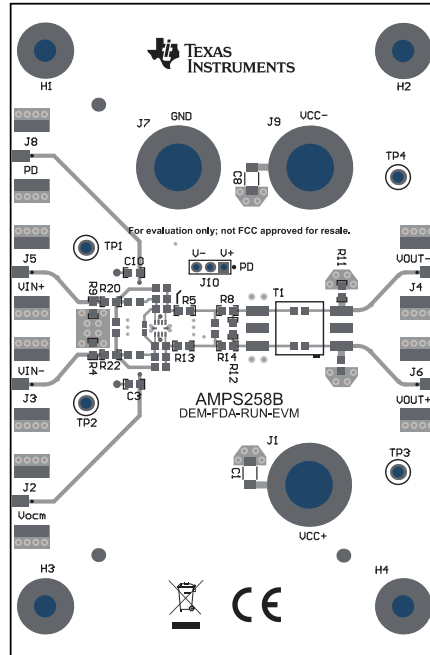 TEXAS
INSTRUMENTS
H1
H2
J7
GND
J9
VCC-
J8
PD
C8
TP4
For evaluation only; not FCC approved for resale.
TP1
C10
V-
V+
PD
J10
R11
VOUT-
J5
VIN+
R9
R20
R5
R8
T1
J4
VIN-
R4
R22
R13
R14
R12
J6
VOUT+
J3
C3
TP2
AMPS258B
DEM-FDA-RUN-EVM
J2
Vocm
J1
C1
TP3
VCC+
H3
H4
CE